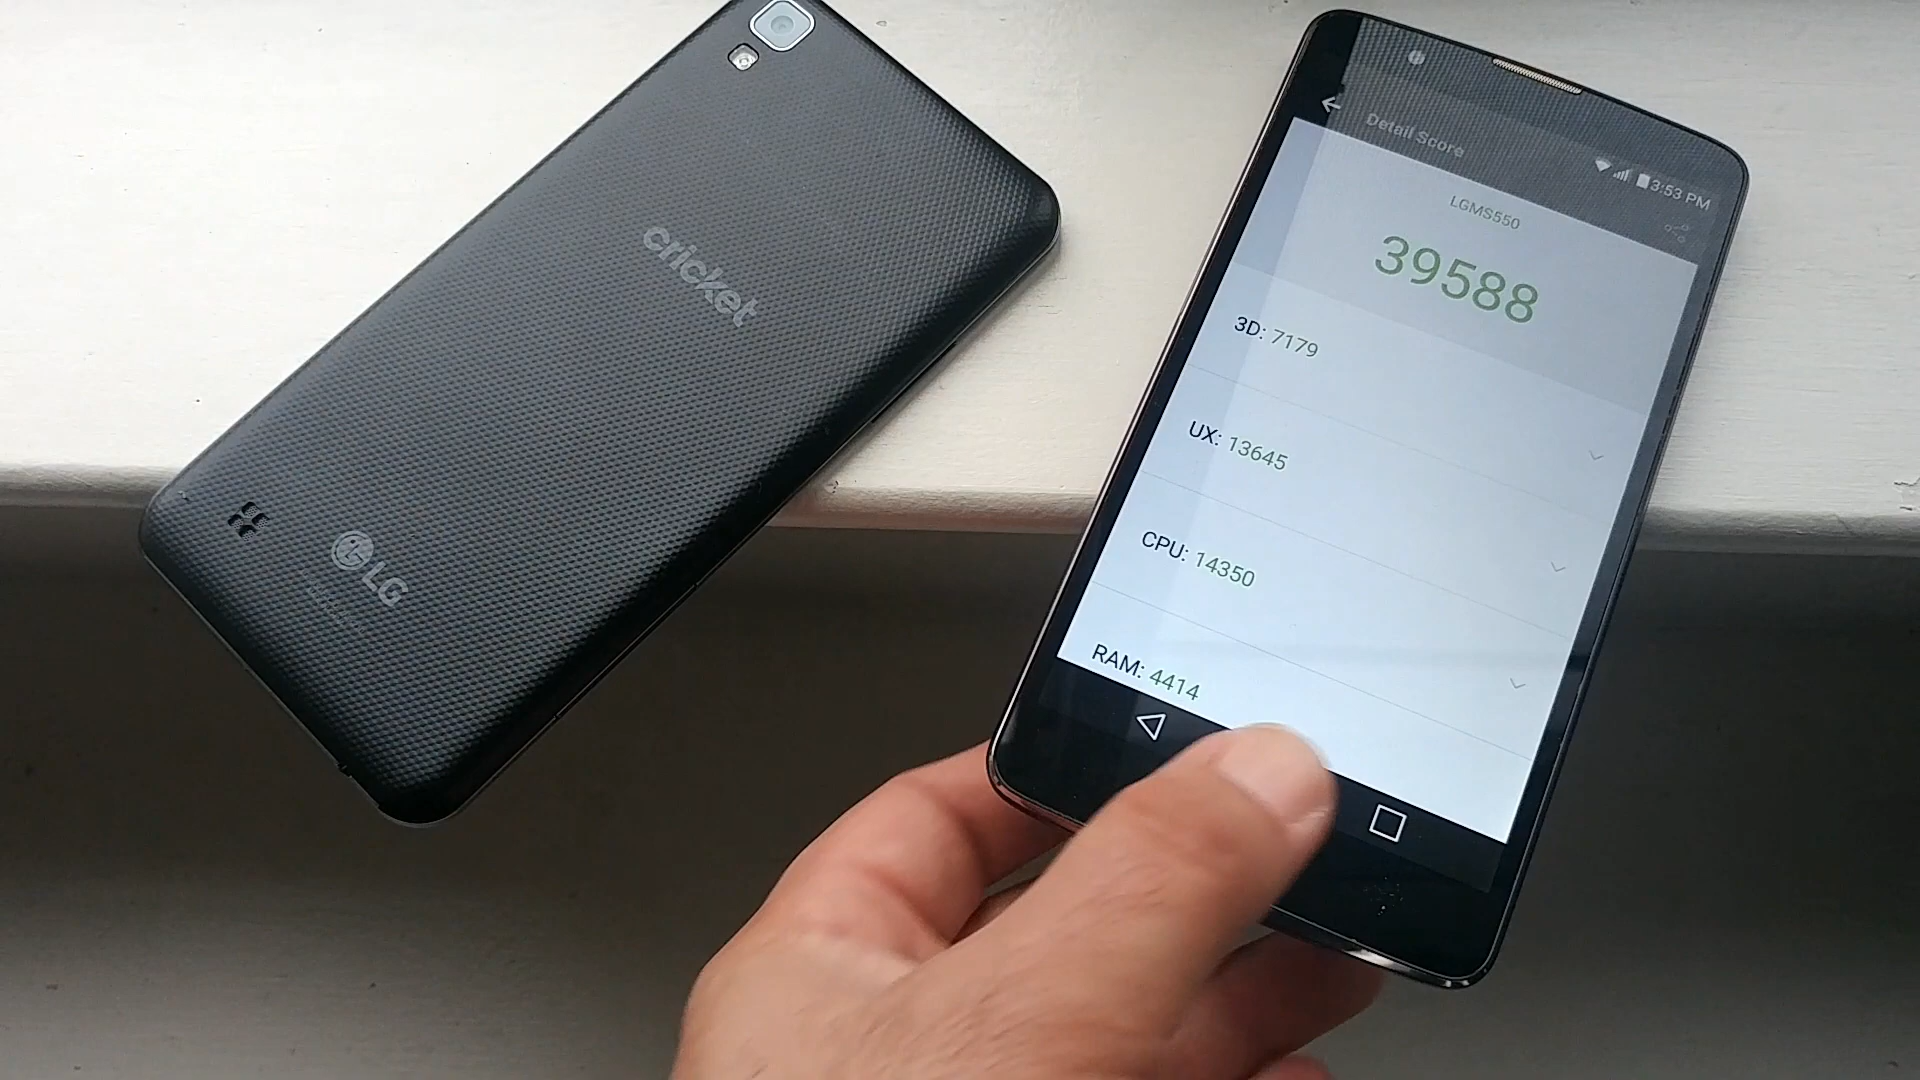 cricket
LG
Detail Score
3:53 PM
LGMS550
39588
3D: 7179
UX: 13645
CPU: 14350
RAM: 4414